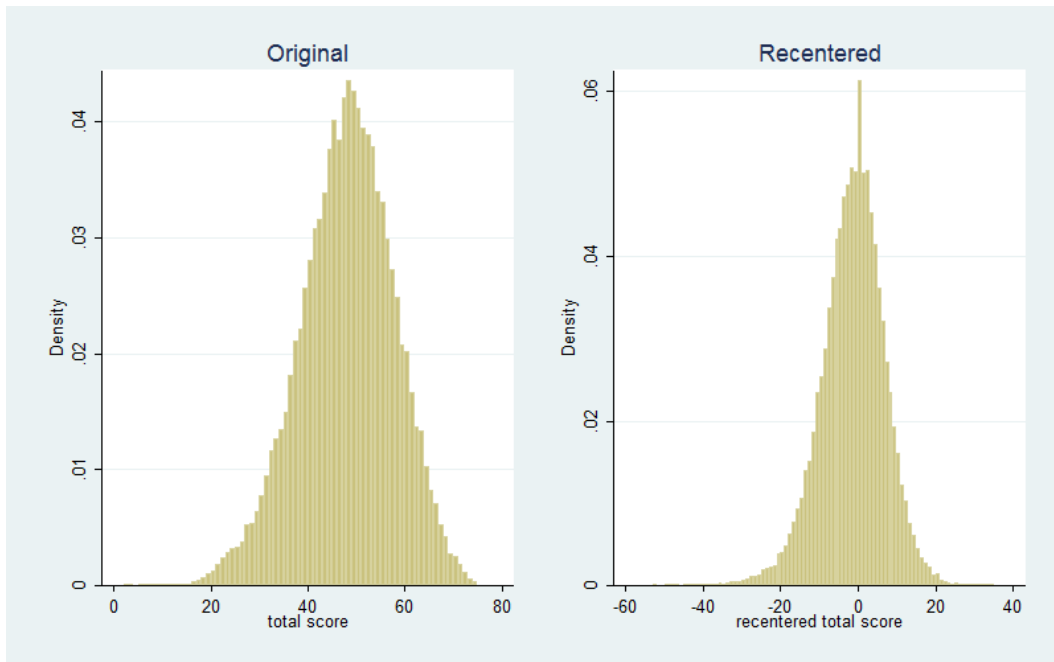 Original
Recentered
Density
.04
.03
.02
.01
0
0 20 40 60 80
total score
Density
.06
.04
.02
0
-60 -40 -20 0 20 40
recentered total score